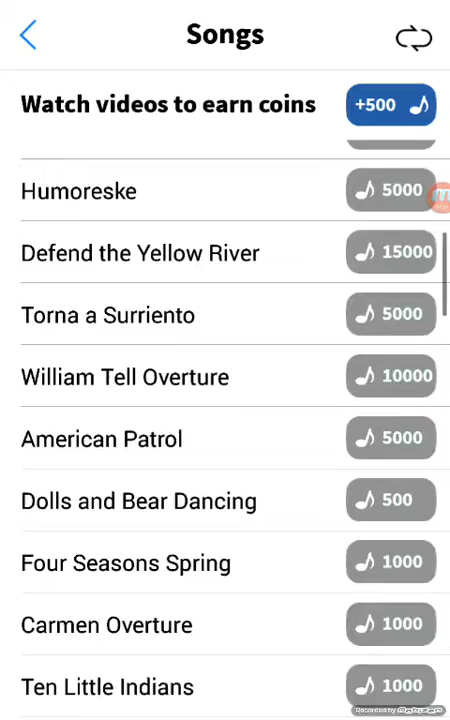 Songs
Watch videos to earn coins +500
Humoreske 5000
Defend the Yellow River 15000
Torna a Surriento 5000
William Tell Overture 10000
American Patrol 5000
Dolls and Bear Dancing 500
Four Seasons Spring 1000
Carmen Overture 1000
Ten Little Indians 1000
Recorded by